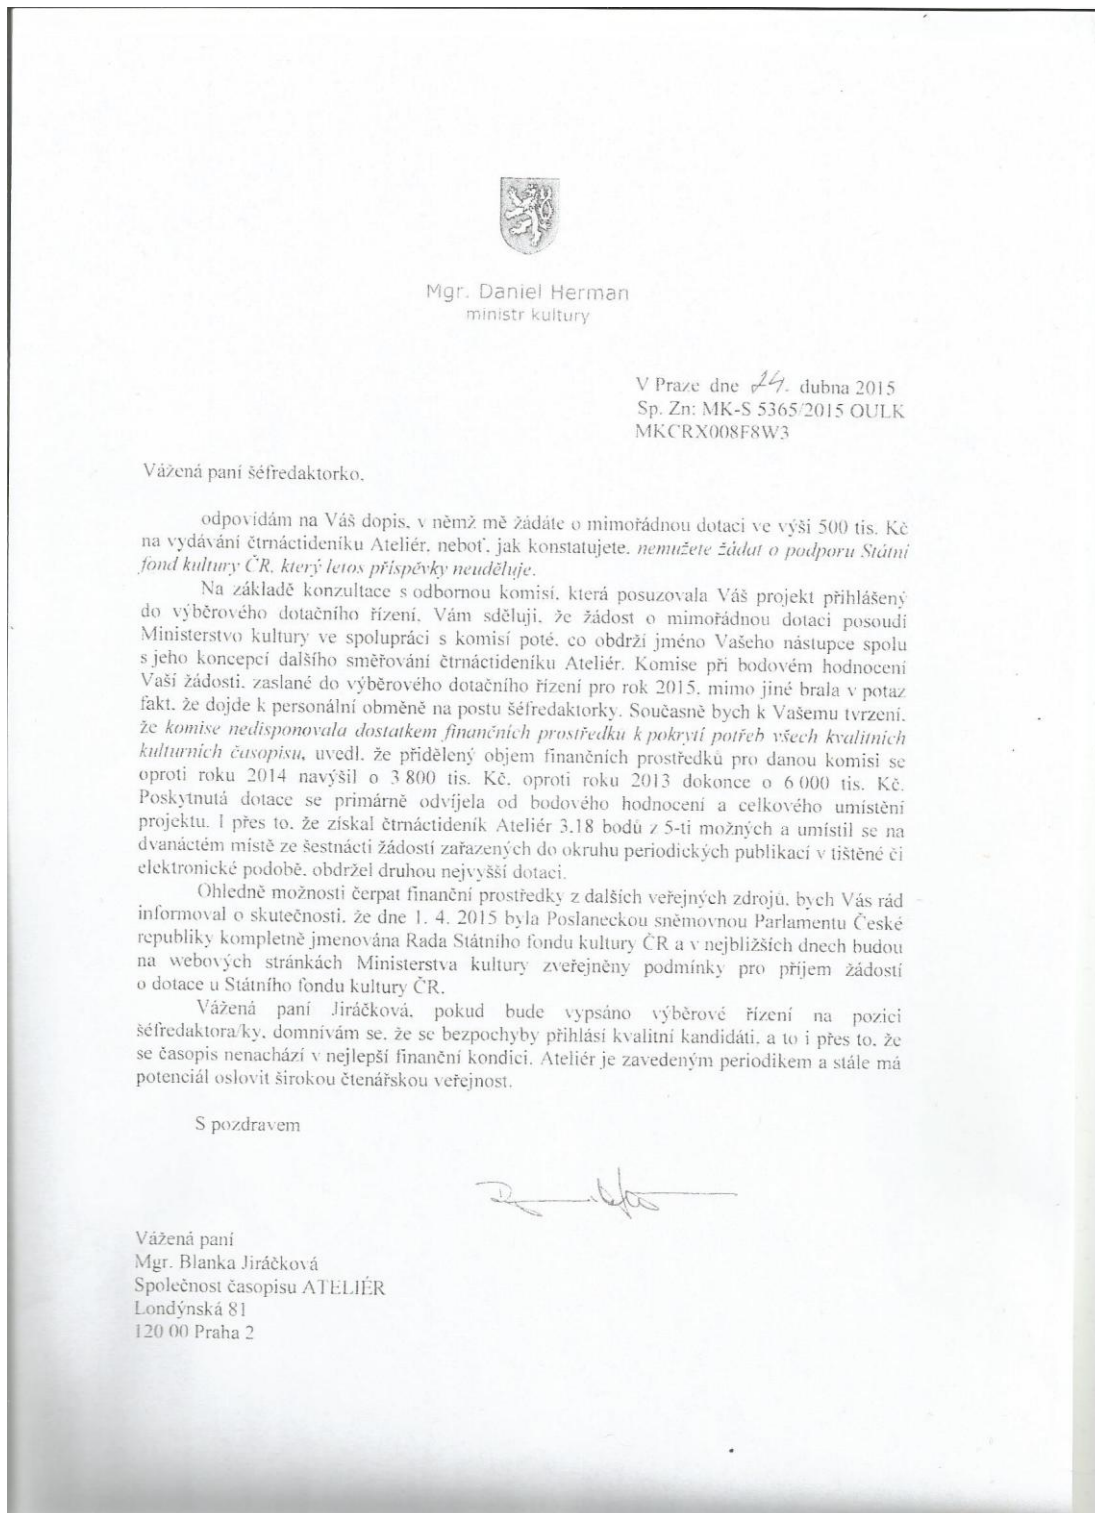 Mgr. Daniel Herman
ministr kultury
V Praze dne 24. dubna 2015
Sp. Zn: MK-S 5365/2015 OULK
MKCRX008F8W3
Vážená paní šéfredaktorko,
odpovídám na Váš dopis, v němž mě žádáte o mimořádnou dotaci ve výši 500 tis. Kč
na vydávání čtrnáctideníku Ateliér, neboť, jak konstatujete, nemužete žádat o podporu Státní
fond kultury ČR, který letos příspěvky neuděluje.
Na základě konzultace s odbornou komisí, která posuzovala Váš projekt přihlášený
do výběrového dotačního řízení, Vám sděluji, že žádost o mimořádnou dotaci posoudí
Ministerstvo kultury ve spolupráci s komisí poté, co obdrží jméno Vašeho nástupce spolu
s jeho koncepcí dalšího směřování čtrnáctideníku Ateliér. Komise při bodovém hodnocení
Vaší žádosti, zaslané do výběrového dotačního řízení pro rok 2015, mimo jiné brala v potaz
fakt, že dojde k personální obměně na postu šéfredaktorky. Současně bych k Vašemu tvrzení,
že komise nedisponovala dostatkem finančních prostředku k pokrytí potřeb všech kvalitních
kulturních časopisu, uvedl, že přidělený objem finančních prostředků pro danou komisi se
oproti roku 2014 navýšil o 3 800 tis. Kč, oproti roku 2013 dokonce o 6 000 tis. Kč.
Poskytnutá dotace se primárně odvíjela od bodového hodnocení a celkového umístění
projektu. I přes to, že získal čtrnáctideník Ateliér 3,18 bodů z 5-ti možných a umístil se na
dvanáctém místě ze šestnácti žádostí zařazených do okruhu periodických publikací v tištěné či
elektronické podobě, obdržel druhou nejvyšší dotaci.
Ohledně možnosti čerpat finanční prostředky z dalších veřejných zdrojů, bych Vás rád
informoval o skutečnosti, že dne 1. 4. 2015 byla Poslaneckou sněmovnou Parlamentu České
republiky kompletně jmenována Rada Státního fondu kultury ČR a v nejbližších dnech budou
na webových stránkách Ministerstva kultury zveřejněny podmínky pro příjem žádostí
o dotace u Státního fondu kultury ČR.
Vážená paní Jiráčková, pokud bude vypsáno výběrové řízení na pozici
šéfredaktora/ky, domnívám se, že se bezpochyby přihlásí kvalitní kandidáti, a to i přes to, že
se časopis nenachází v nejlepší finanční kondici. Ateliér je zavedeným periodikem a stále má
potenciál oslovit širokou čtenářskou veřejnost.
S pozdravem
Vážená paní
Mgr. Blanka Jiráčková
Společnost časopisu ATELIÉR
Londýnská 81
120 00 Praha 2